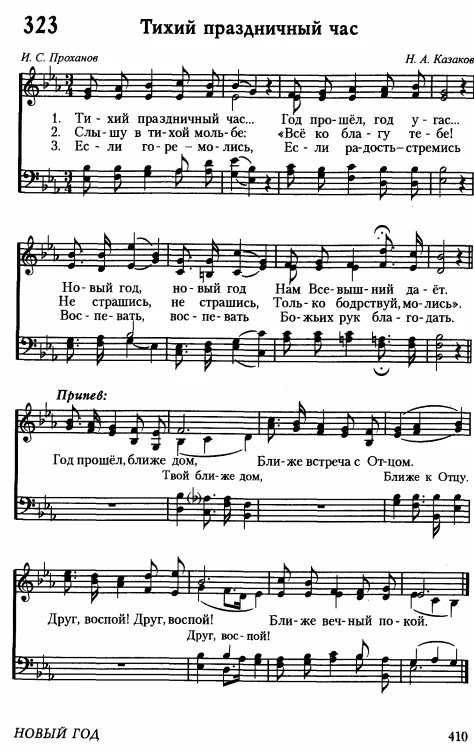 323
Тихий праздничный час
И. С. Проханов
Н. А. Казаков
1. Ти - хий праздничный час... Год про-шёл, год у-гас...
2. Слы-шу в ти-хой моль-бе: «Всё ко бла-гу те-бе!
3. Ес - ли го-ре – мо-лись, Ес - ли ра-дость–стремись
Но-вый год, но-вый год Нам Все-выш-ний да-ёт.
Не страшись, не страшись, Толь-ко бодрствуй, мо-лись».
Вос-пе-вать, вос-пе-вать Бо-жьих рук бла-го-дать.
Припев:
Год прошёл, ближе дом, Бли-же встреча с От-цом.
Твой бли-же дом, Ближе к Отцу.
Друг, воспой! Друг, воспой! Бли-же веч-ный по-кой.
Друг, вос-пой!
НОВЫЙ ГОД
410